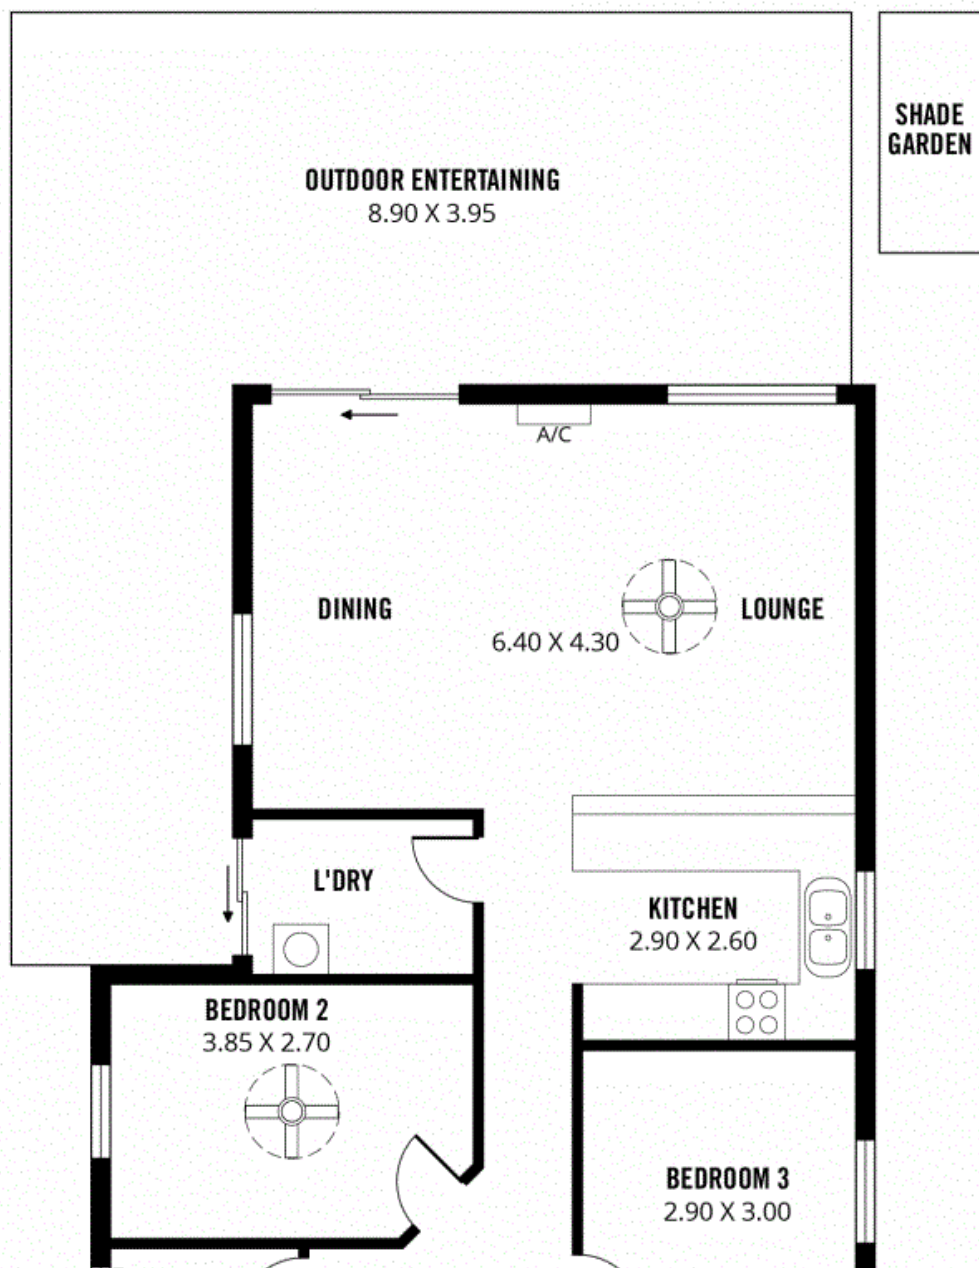 SHADE
GARDEN
OUTDOOR ENTERTAINING
8.90 X 3.95
A/C
DINING
LOUNGE
6.40 X 4.30
L'DRY
KITCHEN
2.90 X 2.60
BEDROOM 2
3.85 X 2.70
BEDROOM 3
2.90 X 3.00